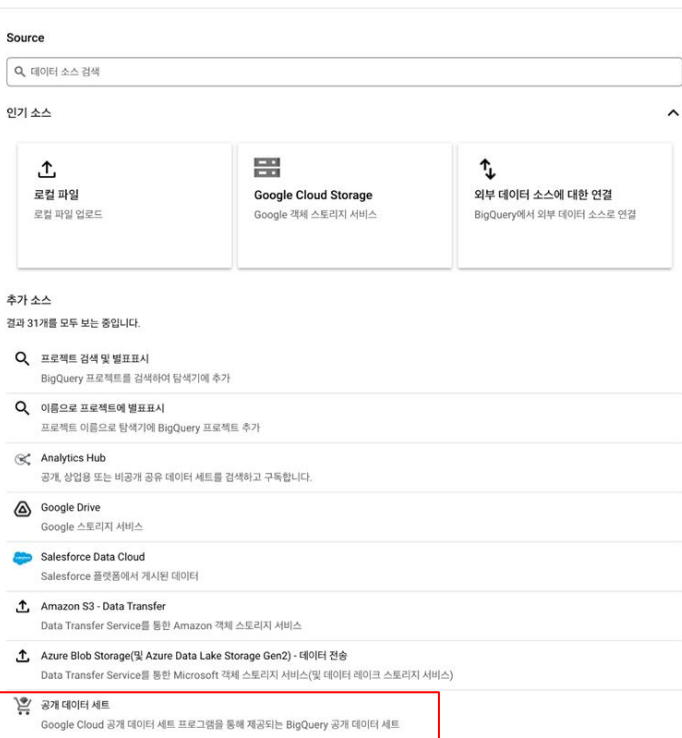 Source
데이터 소스 검색
인기 소스
로컬 파일
로컬 파일 업로드
Google Cloud Storage
Google 객체 스토리지 서비스
외부 데이터 소스에 대한 연결
BigQuery에서 외부 데이터 소스로 연결
추가 소스
결과 31개를 모두 보는 중입니다.
프로젝트 검색 및 별표표시
BigQuery 프로젝트를 검색하여 탐색기에 추가
이름으로 프로젝트에 별표표시
프로젝트 이름으로 탐색기에 BigQuery 프로젝트 추가
Analytics Hub
공개, 상업용 또는 비공개 공유 데이터 세트를 검색하고 구독합니다.
Google Drive
Google 스토리지 서비스
Salesforce Data Cloud
Salesforce 플랫폼에서 게시된 데이터
Amazon S3 - Data Transfer
Data Transfer Service를 통한 Amazon 객체 스토리지 서비스
Azure Blob Storage(및 Azure Data Lake Storage Gen2) - 데이터 전송
Data Transfer Service를 통한 Microsoft 객체 스토리지 서비스(및 데이터 레이크 스토리지 서비스)
공개 데이터 세트
Google Cloud 공개 데이터 세트 프로그램을 통해 제공되는 BigQuery 공개 데이터 세트